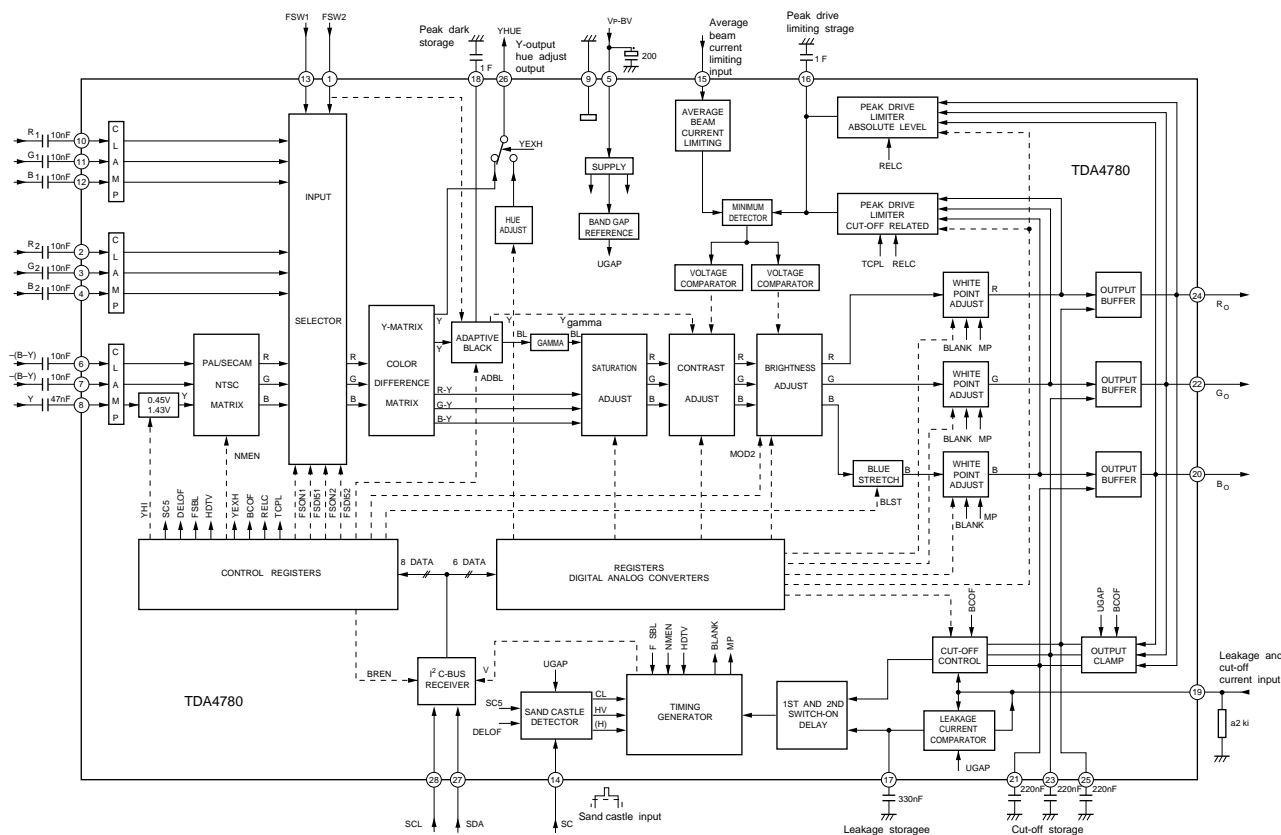 FSW1
FSW2
Peak dark
storage
1 F
YHUE
Y-output
hue adjust
output
VP-BV
200
Average
beam
current
limiting
input
Peak drive
limiting strage
1 F
13
1
18
26
9
5
15
16
R1 10nF 10
G1 10nF 11
B1 10nF 12
CLAMP
R2 10nF 2
G2 10nF 3
B2 10nF 4
CLAMP
–(B–Y) 10nF 6
–(B–Y) 10nF 7
Y 47nF 8
CLAMP
0.45V
1.43V
Y
PAL/SECAM
NTSC
MATRIX
R
G
B
NMEN
INPUT
SELECTOR
R
G
B
Y-MATRIX
COLOR
DIFFERENCE
MATRIX
Y
Y
R-Y
G-Y
B-Y
ADAPTIVE
BLACK
ADBL
Y
BL
GAMMA
BL
Y gamma
YEXH
HUE
ADJUST
SUPPLY
BAND GAP
REFERENCE
UGAP
AVERAGE
BEAM
CURRENT
LIMITING
MINIMUM
DETECTOR
VOLTAGE
COMPARATOR
VOLTAGE
COMPARATOR
PEAK DRIVE
LIMITER
ABSOLUTE LEVEL
RELC
TDA4780
PEAK DRIVE
LIMITER
CUT-OFF RELATED
TCPL
RELC
SATURATION
ADJUST
R
G
B
CONTRAST
ADJUST
R
G
B
BRIGHTNESS
ADJUST
R
G
B
MOD2
BLUE
STRETCH
B
BLST
WHITE
POINT
ADJUST
R
BLANK MP
WHITE
POINT
ADJUST
G
BLANK MP
WHITE
POINT
ADJUST
B
MP
BLANK
OUTPUT
BUFFER
24
RO
OUTPUT
BUFFER
22
GO
OUTPUT
BUFFER
20
BO
YHI
SC5
DELOF
FSBL
HDTV
YEXH
BCOF
RELC
TCPL
FSON1
FSDI51
FSON2
FSDI52
CONTROL REGISTERS
8 DATA
6 DATA
REGISTERS
DIGITAL ANALOG CONVERTERS
BREN
I2 C-BUS
RECEIVER
V
UGAP
SC5
DELOF
SAND CASTLE
DETECTOR
CL
HV
(H)
F SBL
NMEN
HDTV
BLANK
MP
TIMING
GENERATOR
1ST AND 2ND
SWITCH-ON
DELAY
BCOF
CUT-OFF
CONTROL
UGAP
BCOF
OUTPUT
CLAMP
LEAKAGE
CURRENT
COMPARATOR
UGAP
Leakage and
cut-off
current input
19
a2 ki
TDA4780
28
27
14
17
21
23
25
SCL
SDA
SC
Sand castle input
330nF
Leakage storagee
220nF
220nF
220nF
Cut-off storage